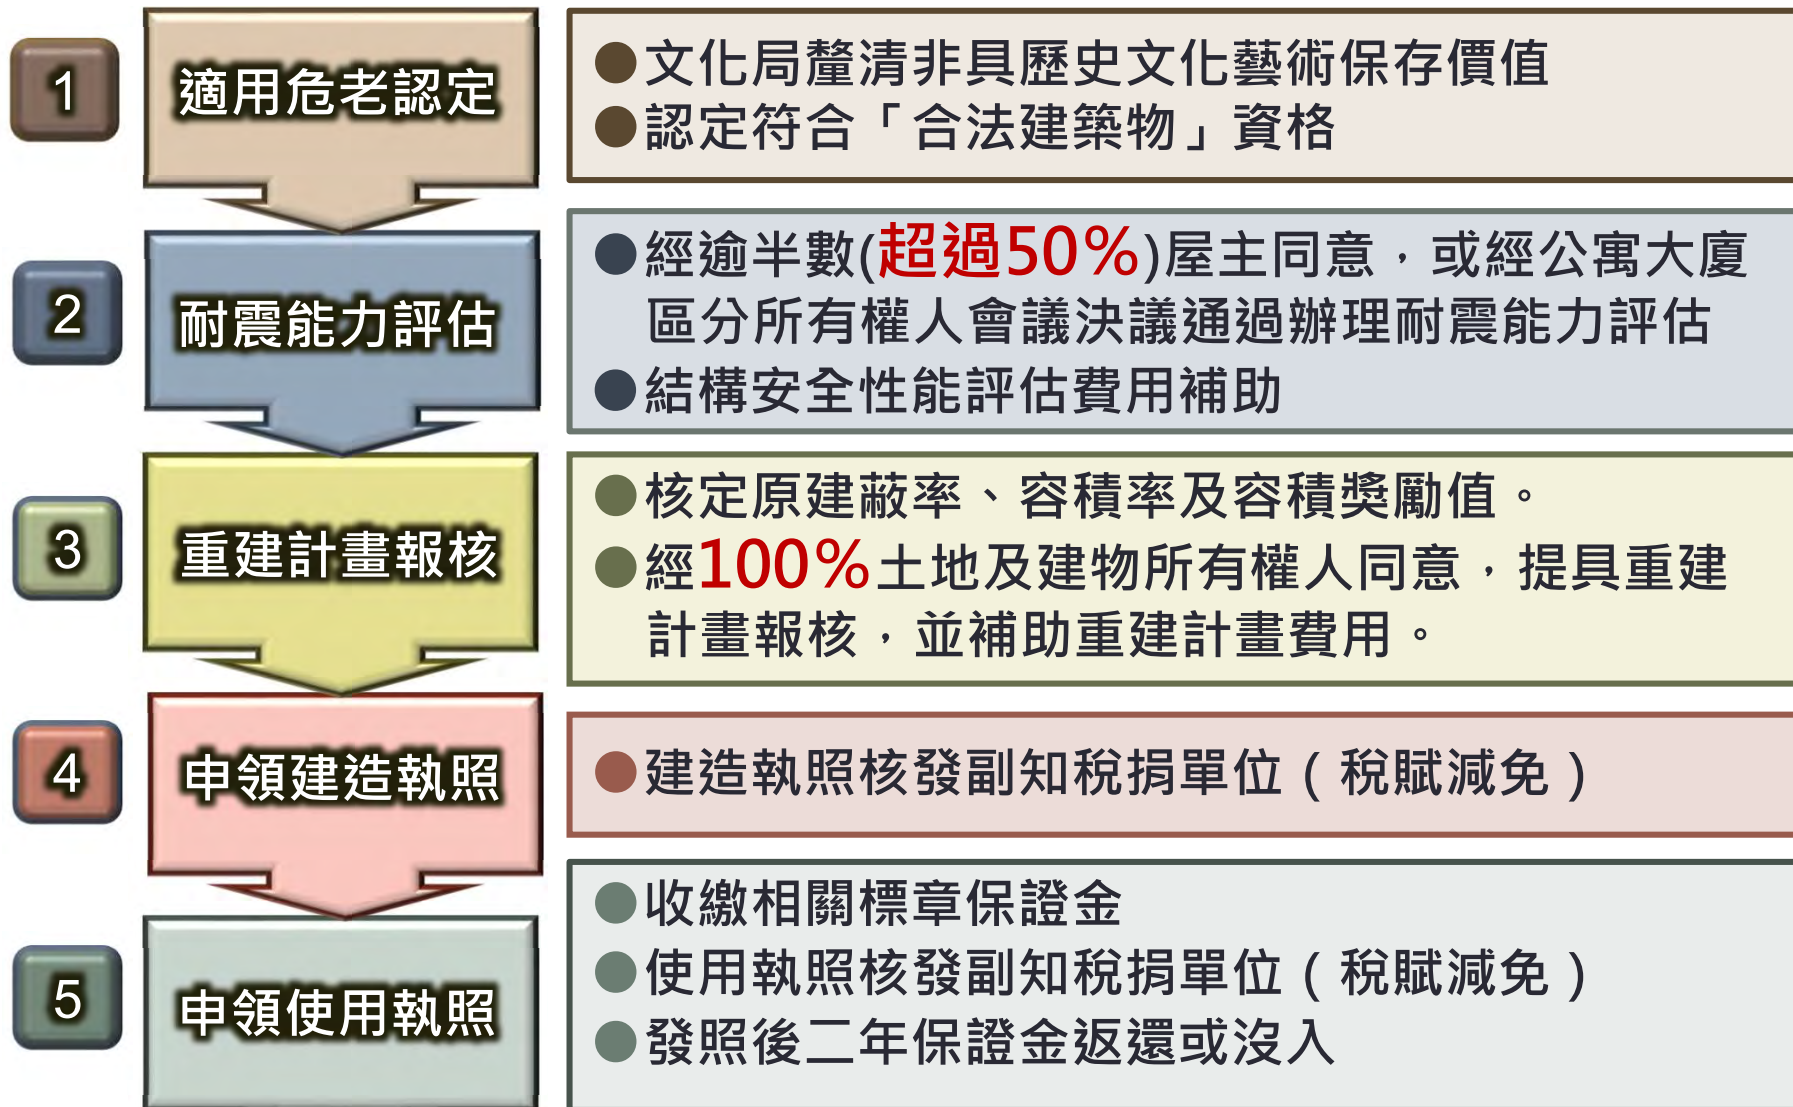 1
適用危老認定
●文化局釐清非具歷史文化藝術保存價值
●認定符合「合法建築物」資格
2
耐震能力評估
●經逾半數(超過50%)屋主同意，或經公寓大廈
區分所有權人會議決議通過辦理耐震能力評估
●結構安全性能評估費用補助
3
重建計畫報核
●核定原建蔽率、容積率及容積獎勵值。
●經100%土地及建物所有權人同意，提具重建
計畫報核，並補助重建計畫費用。
4
申領建造執照
●建造執照核發副知稅捐單位（稅賦減免）
5
申領使用執照
●收繳相關標章保證金
●使用執照核發副知稅捐單位（稅賦減免）
●發照後二年保證金返還或沒入